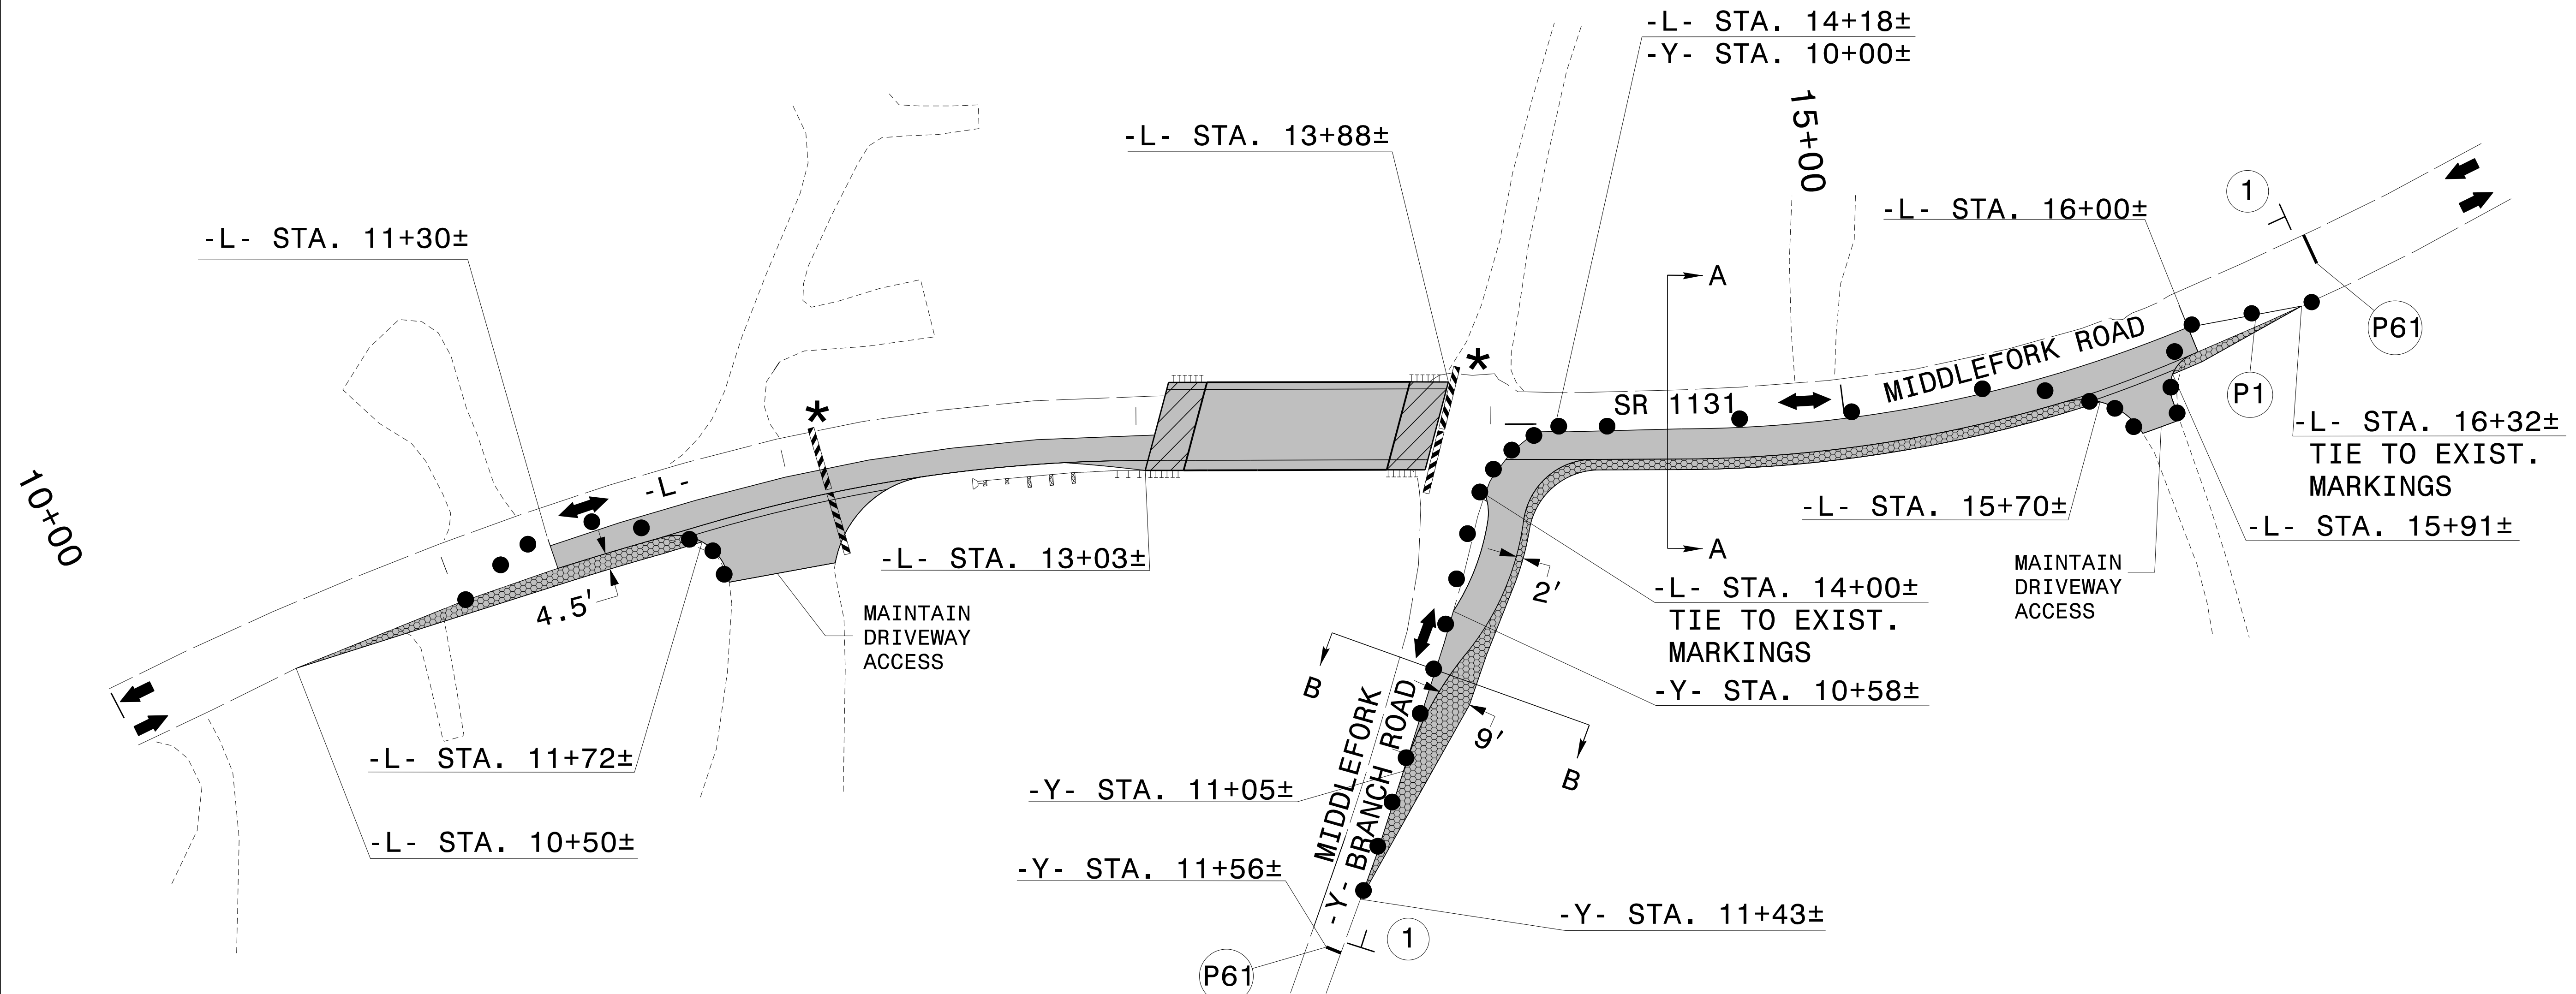 -L- STA. 14+18±
-Y- STA. 10+00±
15+00
-L- STA. 13+88±
1
-L- STA. 16+00±
-L- STA. 11+30±
A
P61
MIDDLEFORK ROAD
*
*
SR 1131
P1
-L- STA. 16+32±
TIE TO EXIST.
MARKINGS
10+00
-L-
-L- STA. 15+70±
-L- STA. 15+91±
-L- STA. 13+03±
A
MAINTAIN
DRIVEWAY
ACCESS
4.5'
2'
-L- STA. 14+00±
TIE TO EXIST.
MARKINGS
MAINTAIN
DRIVEWAY
ACCESS
B
-Y- STA. 10+58±
9'
-L- STA. 11+72±
B
MIDDLEFORK
BRANCH ROAD
-Y- STA. 11+05±
-L- STA. 10+50±
-Y- STA. 11+56±
-Y-
-Y- STA. 11+43±
1
P61